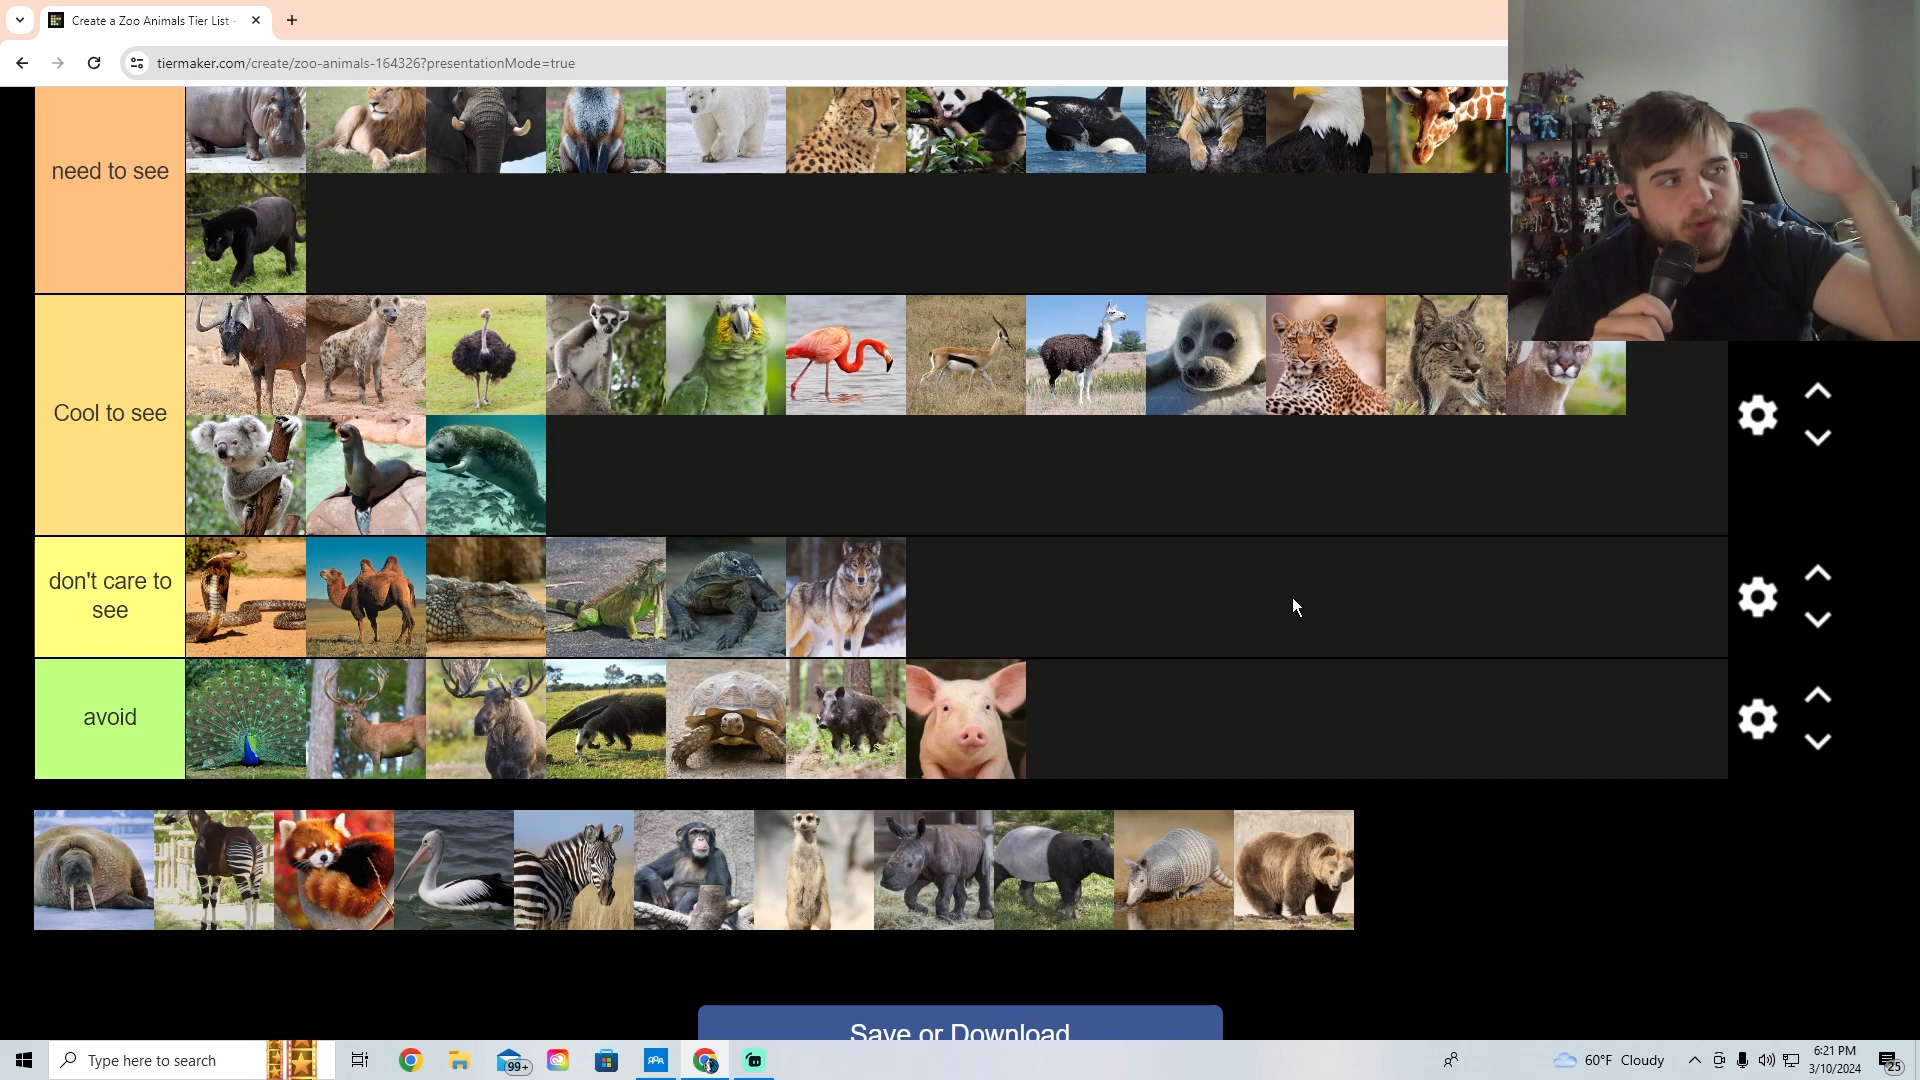 Create a Zoo Animals Tier List -
tiermaker.com/create/zoo-animals-164326?presentationMode=true
need to see
Cool to see
don't care to
see
avoid
Save or Download
Type here to search
99+
60°F Cloudy
6:21 PM
3/10/2024
25